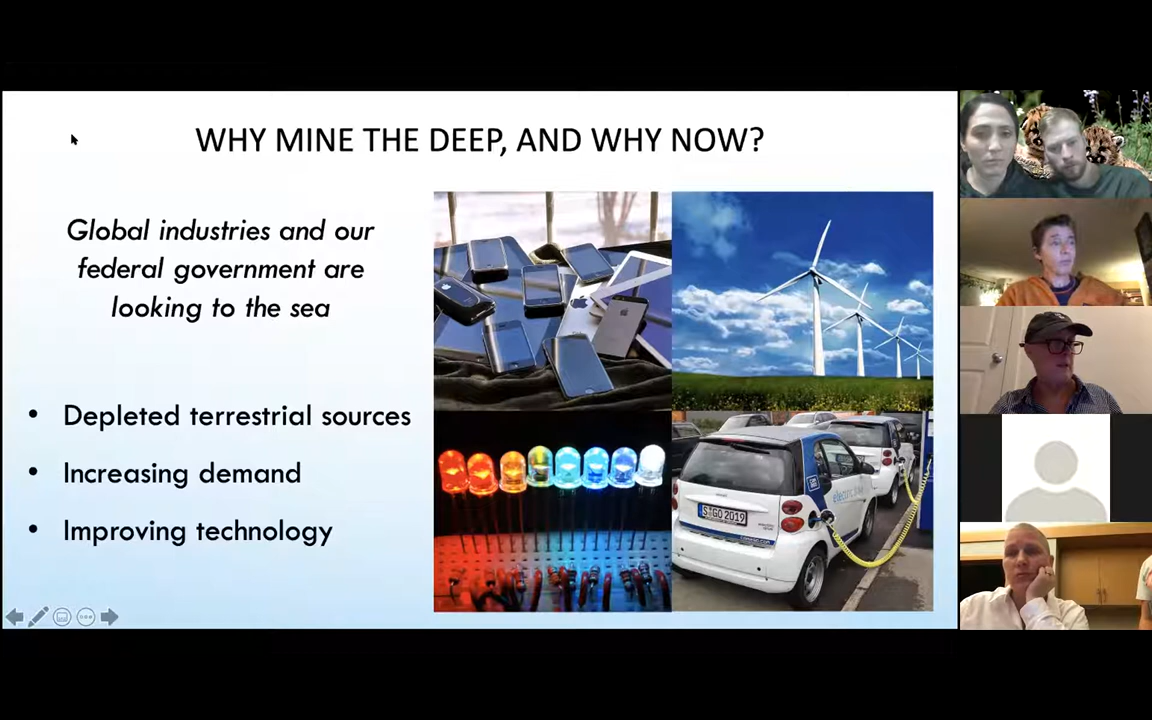 WHY MINE THE DEEP, AND WHY NOW?
Global industries and our
federal government are
looking to the sea
• Depleted terrestrial sources
• Increasing demand
• Improving technology
S GO 2019